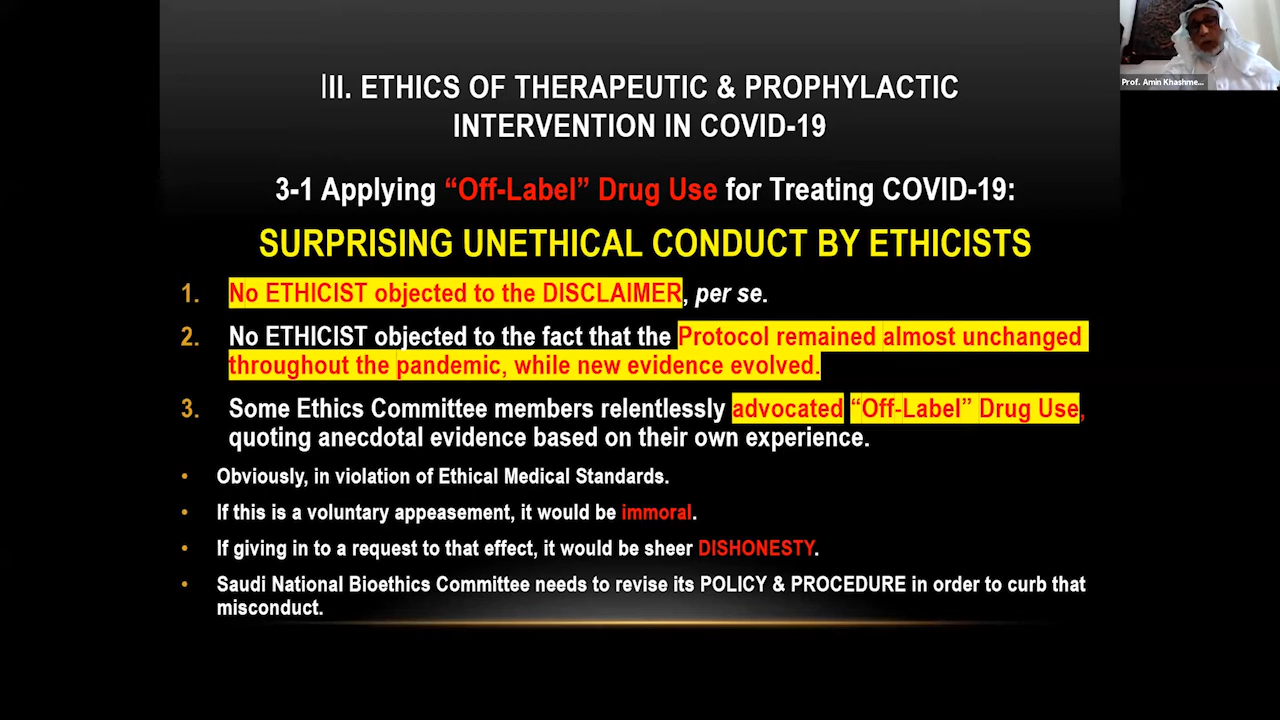 III. ETHICS OF THERAPEUTIC & PROPHYLACTIC
INTERVENTION IN COVID-19
3-1 Applying “Off-Label” Drug Use for Treating COVID-19:
SURPRISING UNETHICAL CONDUCT BY ETHICISTS
1. No ETHICIST objected to the DISCLAIMER, per se.
2. No ETHICIST objected to the fact that the Protocol remained almost unchanged
throughout the pandemic, while new evidence evolved.
3. Some Ethics Committee members relentlessly advocated “Off-Label” Drug Use,
quoting anecdotal evidence based on their own experience.
• Obviously, in violation of Ethical Medical Standards.
• If this is a voluntary appeasement, it would be immoral.
• If giving in to a request to that effect, it would be sheer DISHONESTY.
• Saudi National Bioethics Committee needs to revise its POLICY & PROCEDURE in order to curb that
misconduct.
Prof. Amin Khashme...